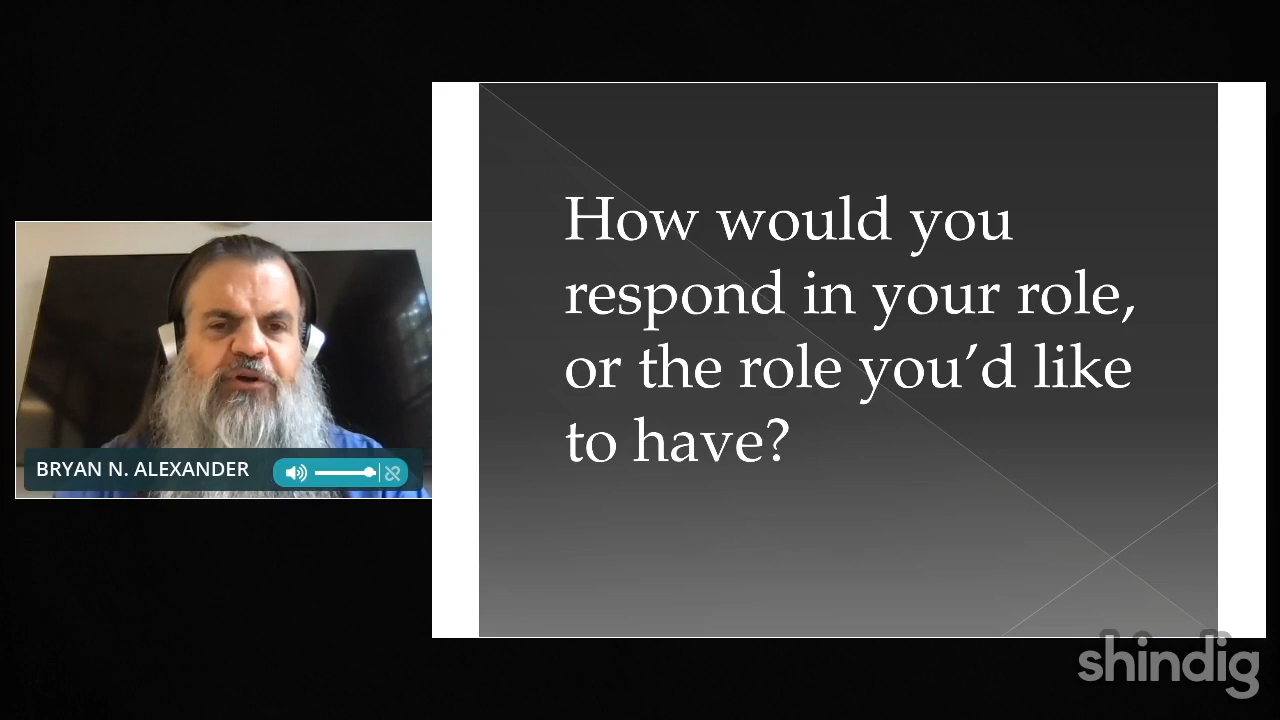 How would you
respond in your role,
or the role you’d like
to have?
BRYAN N. ALEXANDER
shindig